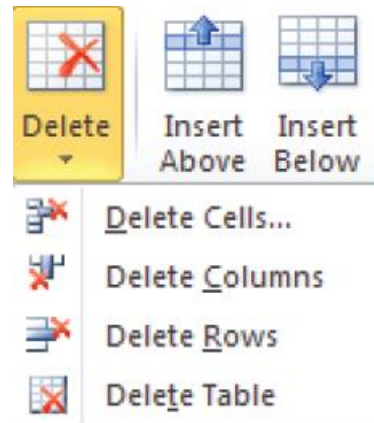 Delete Insert Insert
Above Below
Delete Cells...
Delete Columns
Delete Rows
Delete Table